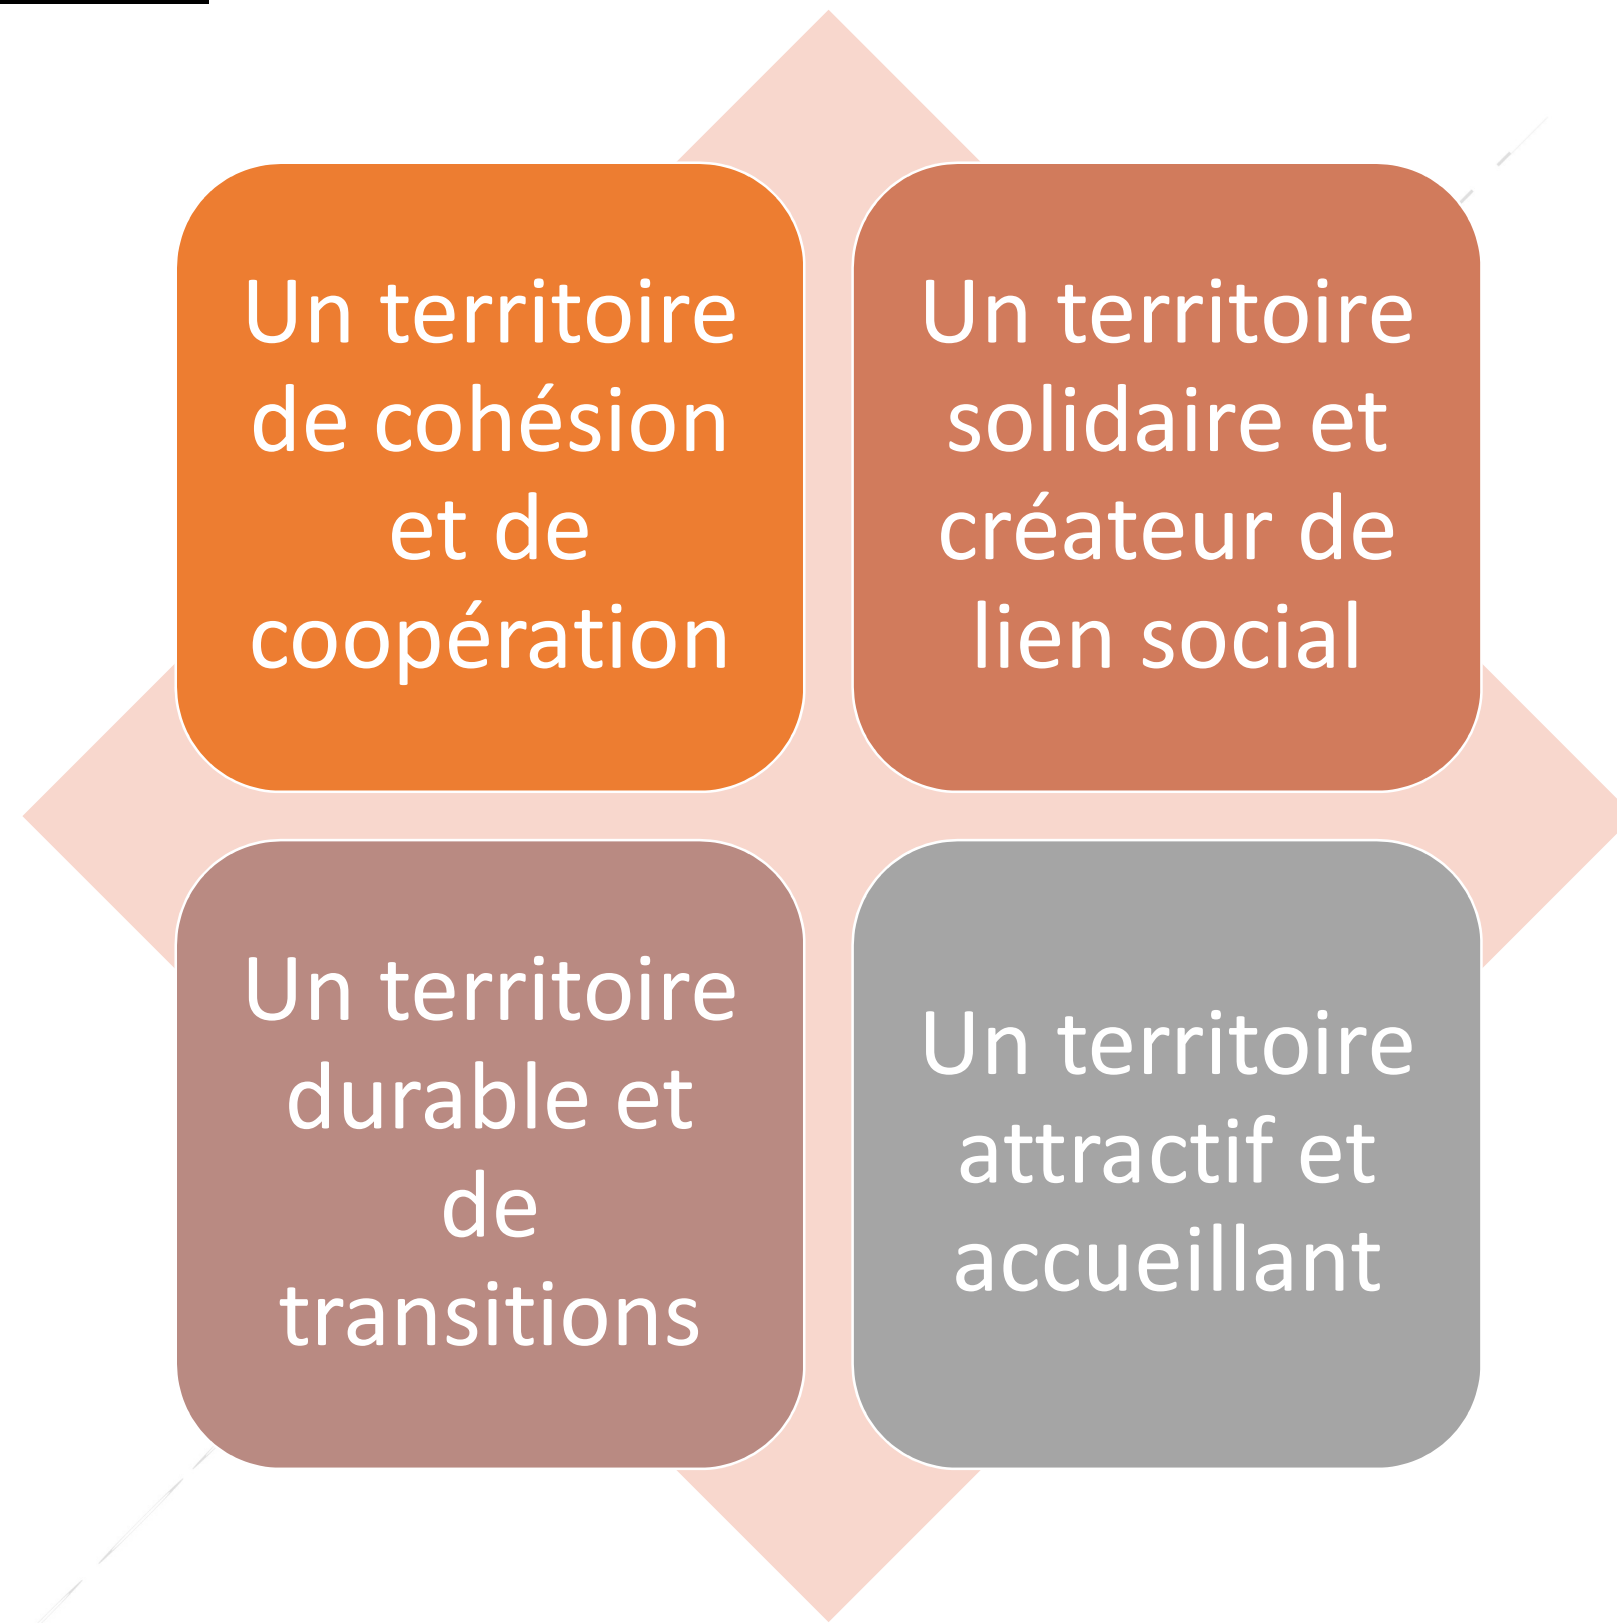 Un territoire
de cohésion
et de
coopération
Un territoire
solidaire et
créateur de
lien social
Un territoire
durable et
de
transitions
Un territoire
attractif et
accueillant